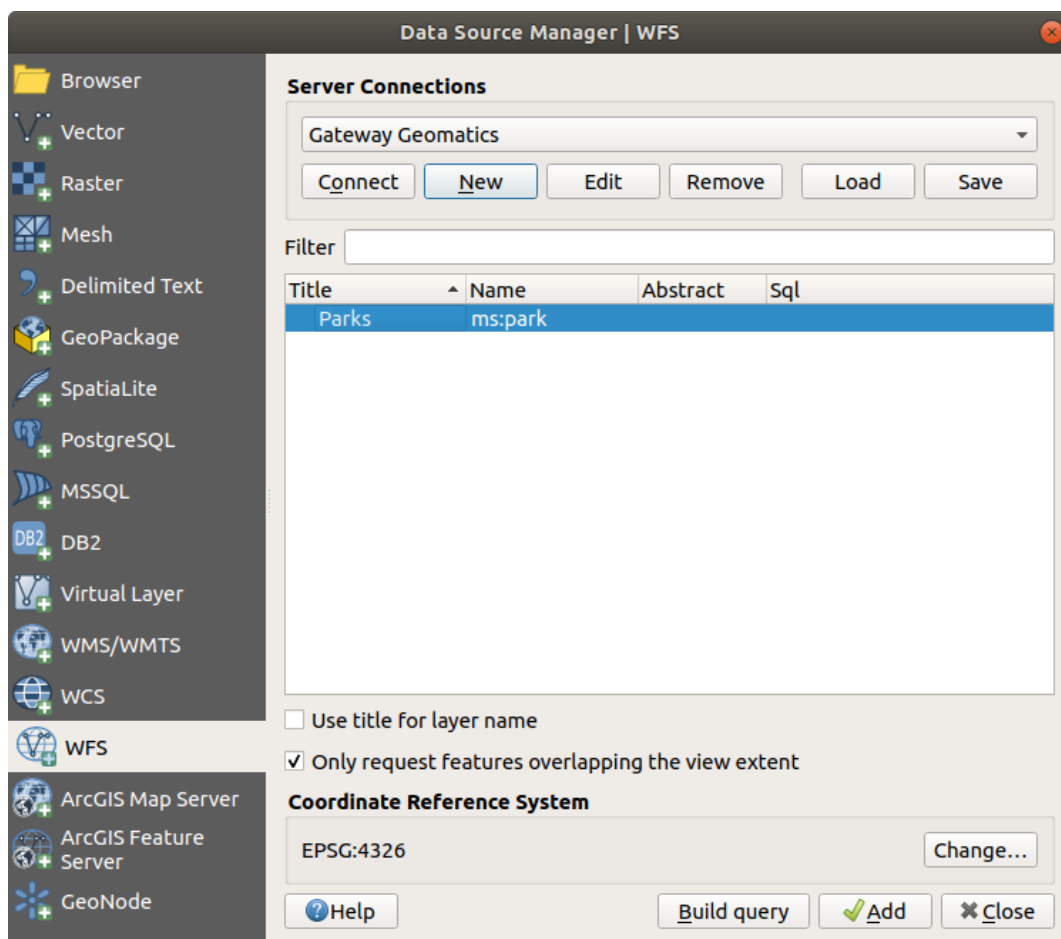 Data Source Manager | WFS
Browser
Vector
Raster
Mesh
Delimited Text
GeoPackage
SpatiaLite
PostgreSQL
MSSQL
DB2
DB2
Virtual Layer
WMS/WMTS
WCS
WFS
ArcGIS Map Server
ArcGIS Feature
Server
GeoNode
Server Connections
Gateway Geomatics
Connect New Edit Remove Load Save
Filter
Title Name Abstract Sql
Parks ms:park
Use title for layer name
Only request features overlapping the view extent
Coordinate Reference System
EPSG:4326 Change...
Help Build query Add Close